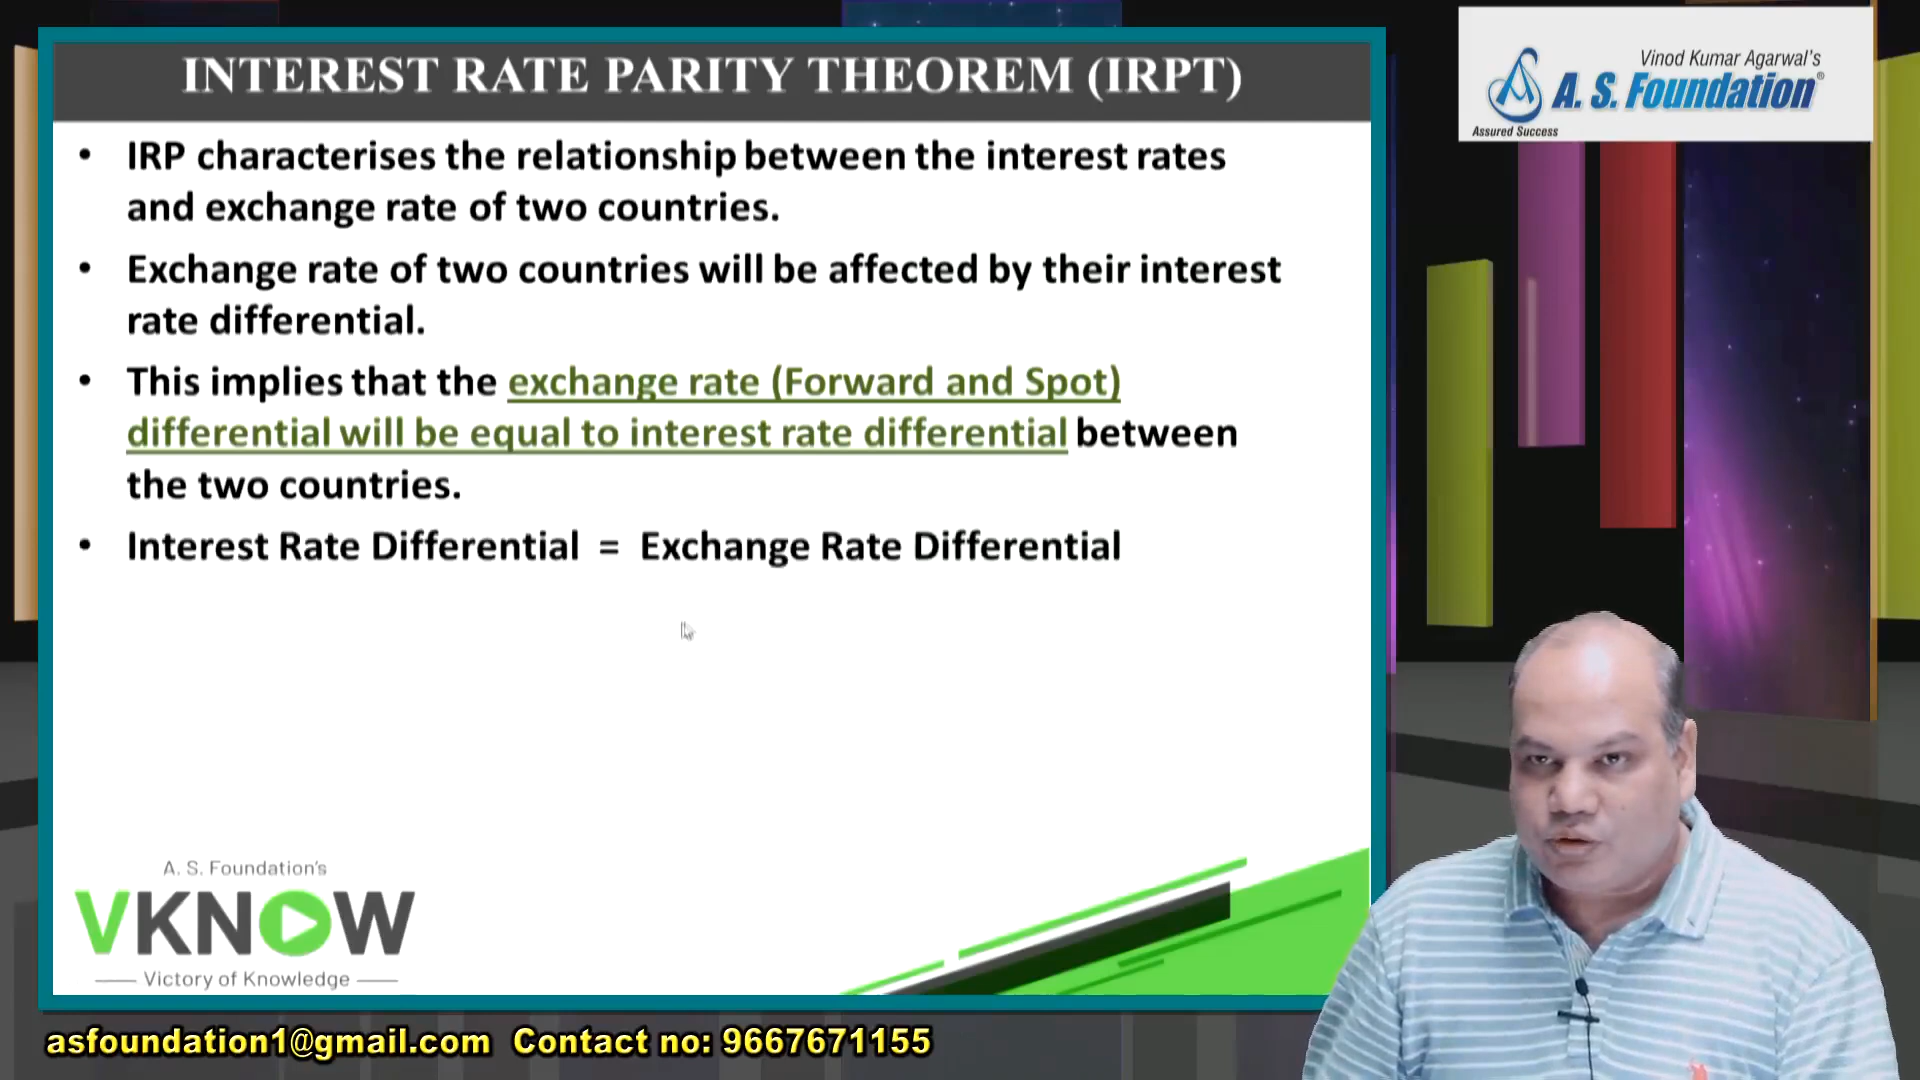 INTEREST RATE PARITY THEOREM (IRPT)
• IRP characterises the relationship between the interest rates
and exchange rate of two countries.
• Exchange rate of two countries will be affected by their interest
rate differential.
• This implies that the exchange rate (Forward and Spot)
differential will be equal to interest rate differential between
the two countries.
• Interest Rate Differential = Exchange Rate Differential
A. S. Foundation's
VKNOW
Victory of Knowledge
Vinod Kumar Agarwal's
A. S. Foundation®
Assured Success
asfoundation1@gmail.com Contact no: 9667671155